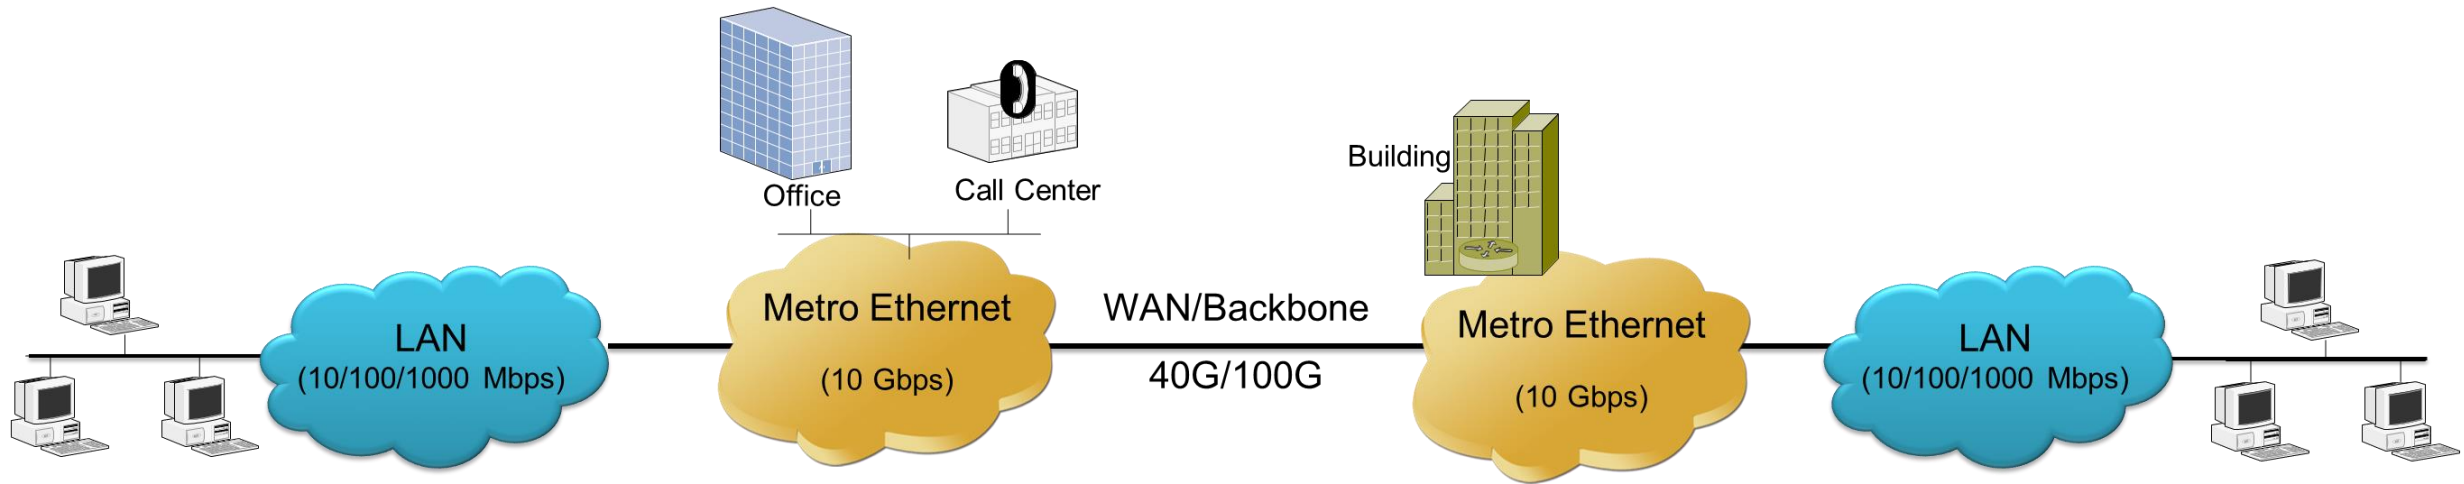 Office
Call Center
Building
LAN
(10/100/1000 Mbps)
Metro Ethernet
(10 Gbps)
WAN/Backbone
40G/100G
Metro Ethernet
(10 Gbps)
LAN
(10/100/1000 Mbps)